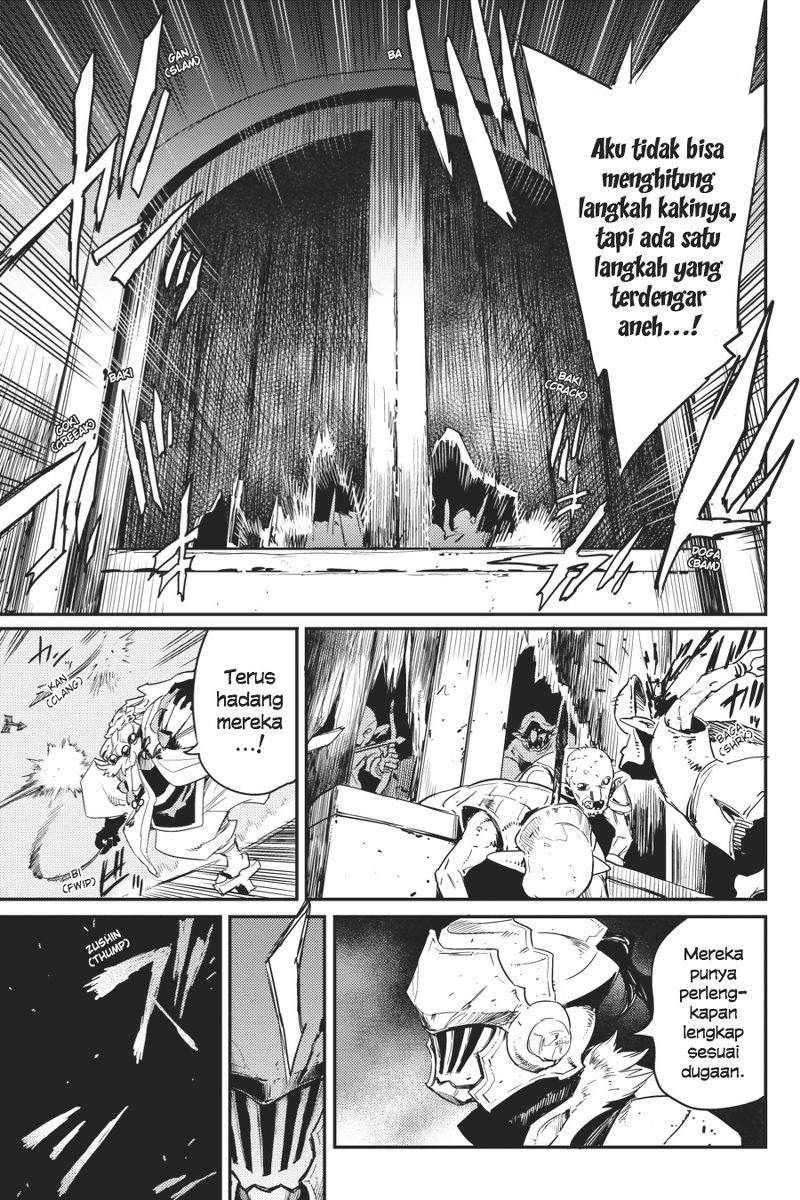 BA
GAN
(SLAM)
Aku tidak bisa
menghitung
langkah kakinya,
tapi ada satu
langkah yang
terdengar
aneh...!
BAKI
(CRACK)
BAKI
GOKI
(CREEAK)
DOGA
(BAM)
BAGA
(SHRK)
Terus
hadang
mereka
...!
KAN
(CLANG)
BI
(FWIP)
Mereka
punya
perleng-
kapan
lengkap
sesuai
dugaan.
ZUSHIN
(THUMP)